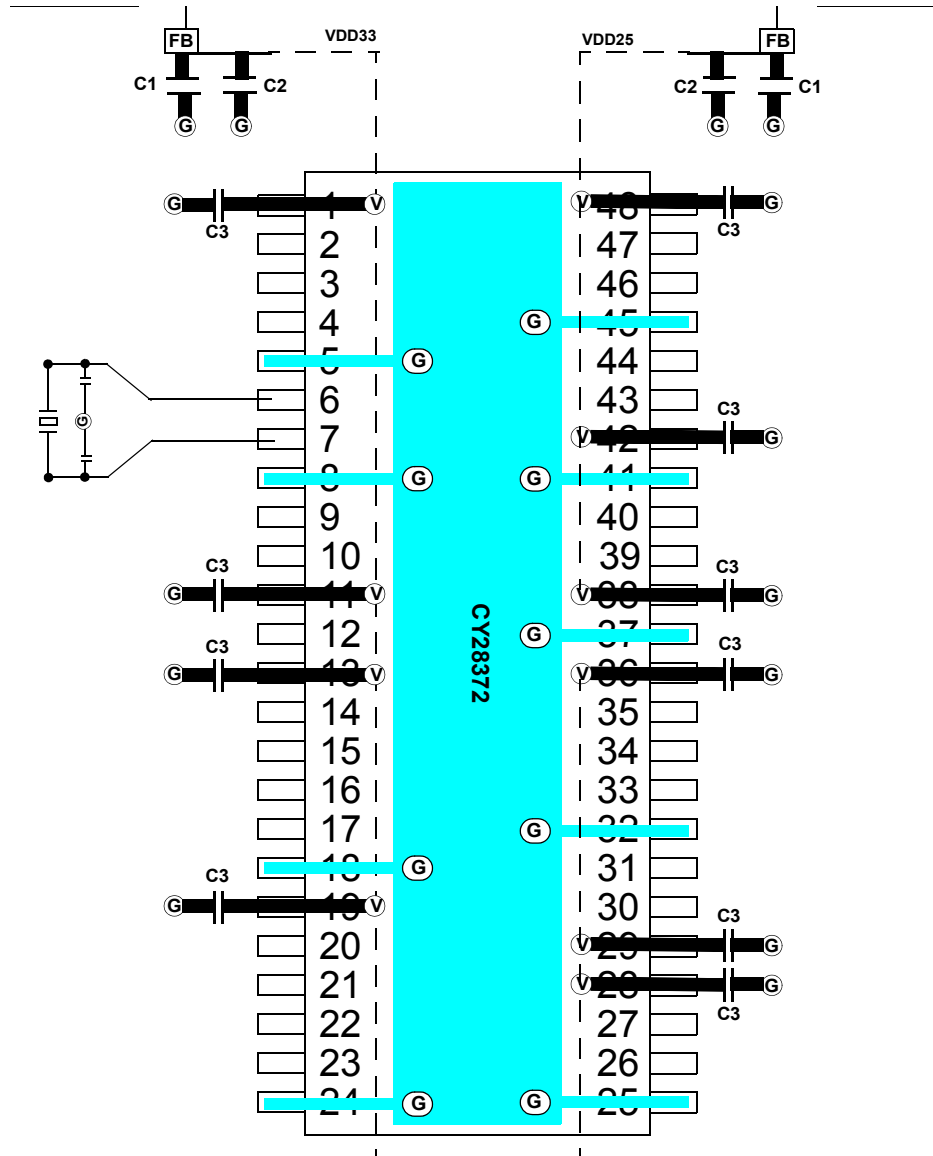 FB VDD33 VDD25 FB
C1 C2 C2 C1
G G G G
G C3 1 V V 48 C3 G
2 47
3 46
4 G 45
5 G 44
6 43
G
7 V 42 C3 G
8 G G 41
9 40
10 39
G C3 11 V V 38 C3 G
12 G 37
G C3 13 V V 36 C3 G
CY28372
14 35
15 34
16 33
17 G 32
18 G 31
G C3 19 V 30
20 V 29 C3 G
21 V 28 C3 G
22 27
23 26
24 G G 25